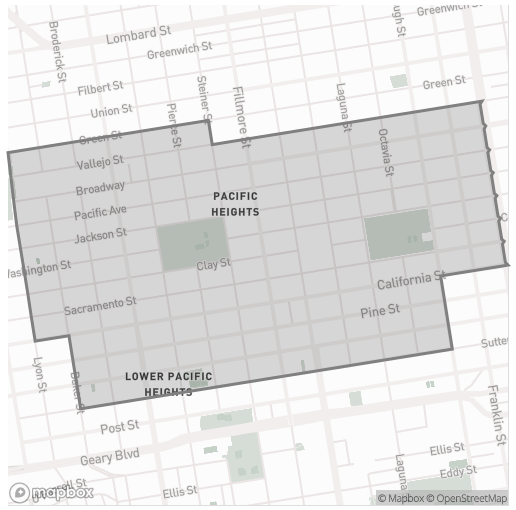 Lombard St
Greenwich St
Greenwich St
Broderick St
ugh St
Filbert St
Steiner St
Fillmore St
Laguna St
Green St
Union St
Pierce St
Green St
Octavia St
Vallejo St
Broadway
PACIFIC
HEIGHTS
Pacific Ave
Jackson St
Washington St
Clay St
California St
Sacramento St
Pine St
Sutte
Lyon St
Baker St
LOWER PACIFIC
HEIGHTS
Franklin St
Post St
Geary Blvd
Ellis St
Laguna
Eddy St
Ellis St
mapbox
© Mapbox © OpenStreetMap